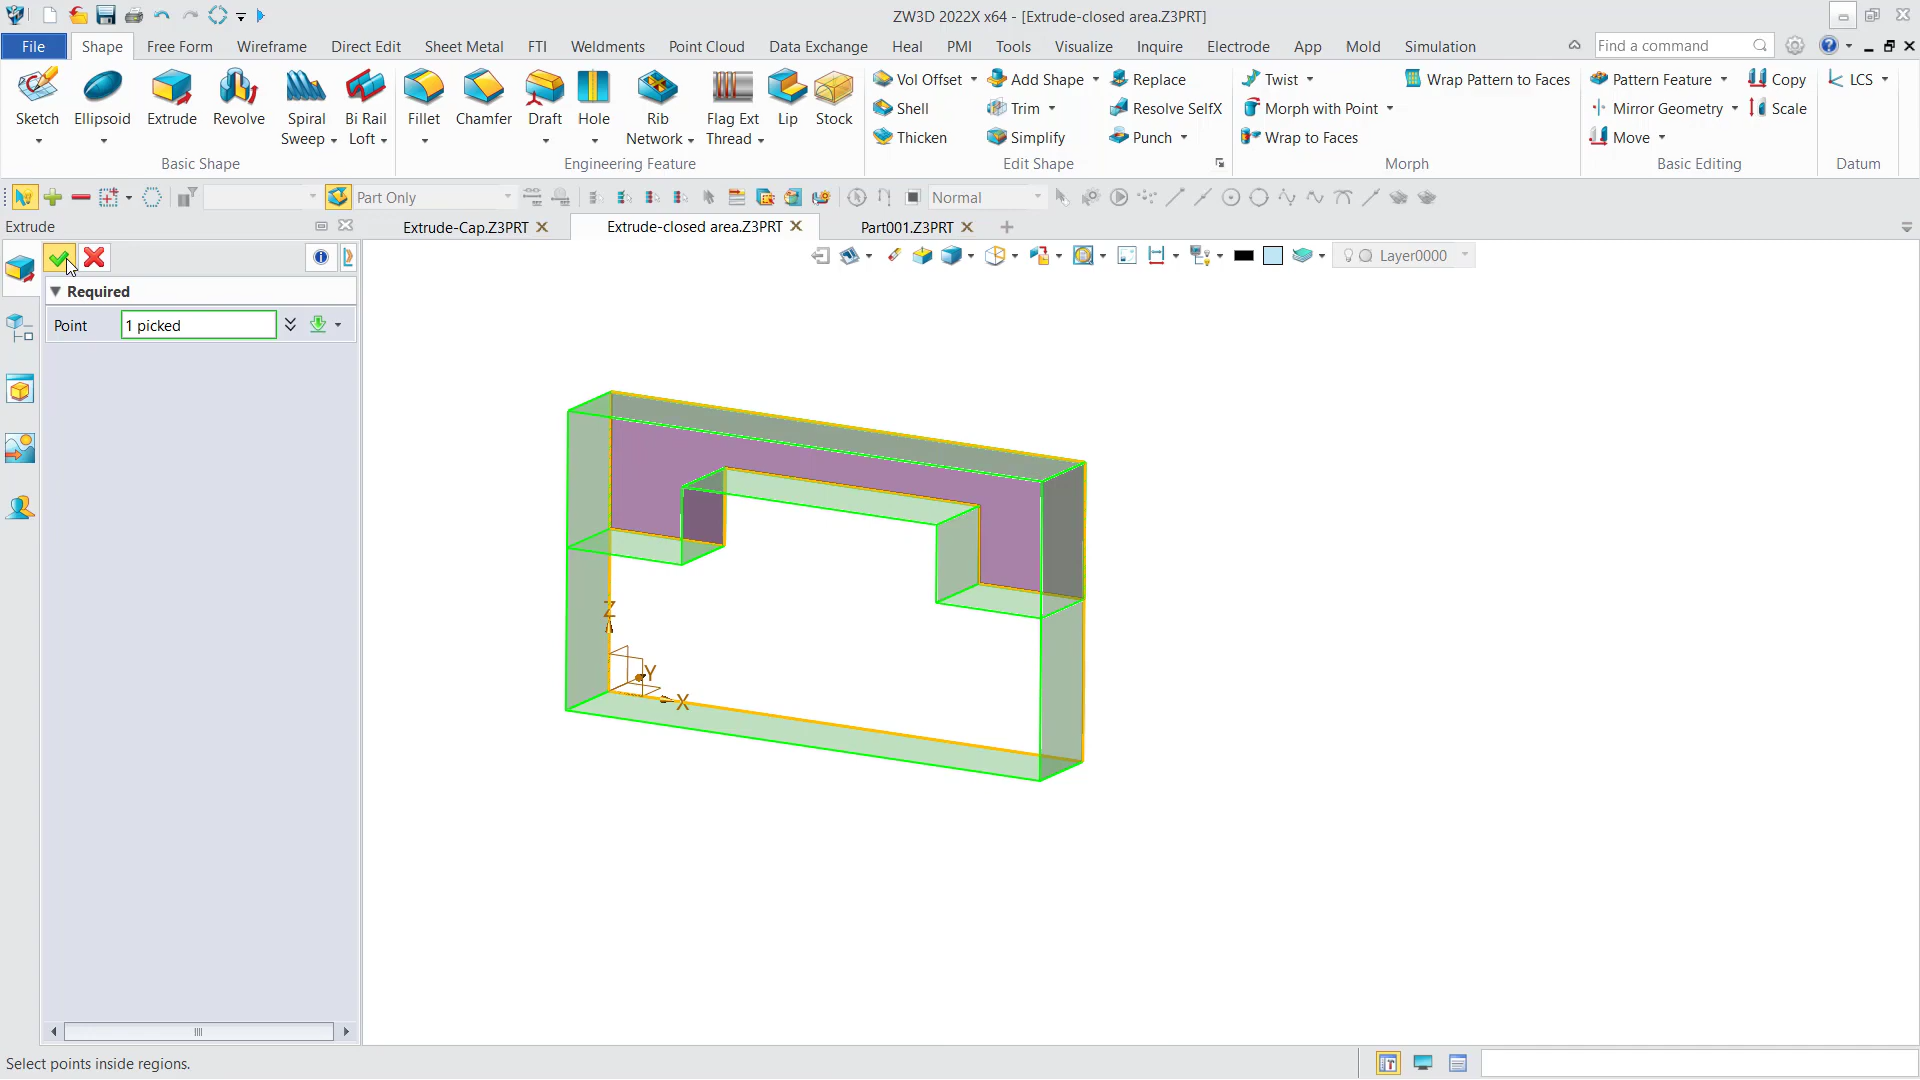 ZW3D 2022X x64 - [Extrude-closed area.Z3PRT]
File Shape Free Form Wireframe Direct Edit Sheet Metal FTI Weldments Point Cloud Data Exchange Heal PMI Tools Visualize Inquire Electrode App Mold Simulation Find a command
Sketch Ellipsoid Extrude Revolve Spiral Sweep Bi Rail Loft Fillet Chamfer Draft Hole Rib Network Flag Ext Thread Lip Stock
Vol Offset Add Shape Replace Twist Wrap Pattern to Faces Pattern Feature Copy LCS
Shell Trim Resolve SelfX Morph with Point Mirror Geometry Scale
Thicken Simplify Punch Wrap to Faces Move
Basic Shape Engineering Feature Edit Shape Morph Basic Editing Datum
Part Only Normal
Extrude Extrude-Cap.Z3PRT Extrude-closed area.Z3PRT Part001.Z3PRT
Layer0000
Required
Point 1 picked
Z
Y
X
Select points inside regions.